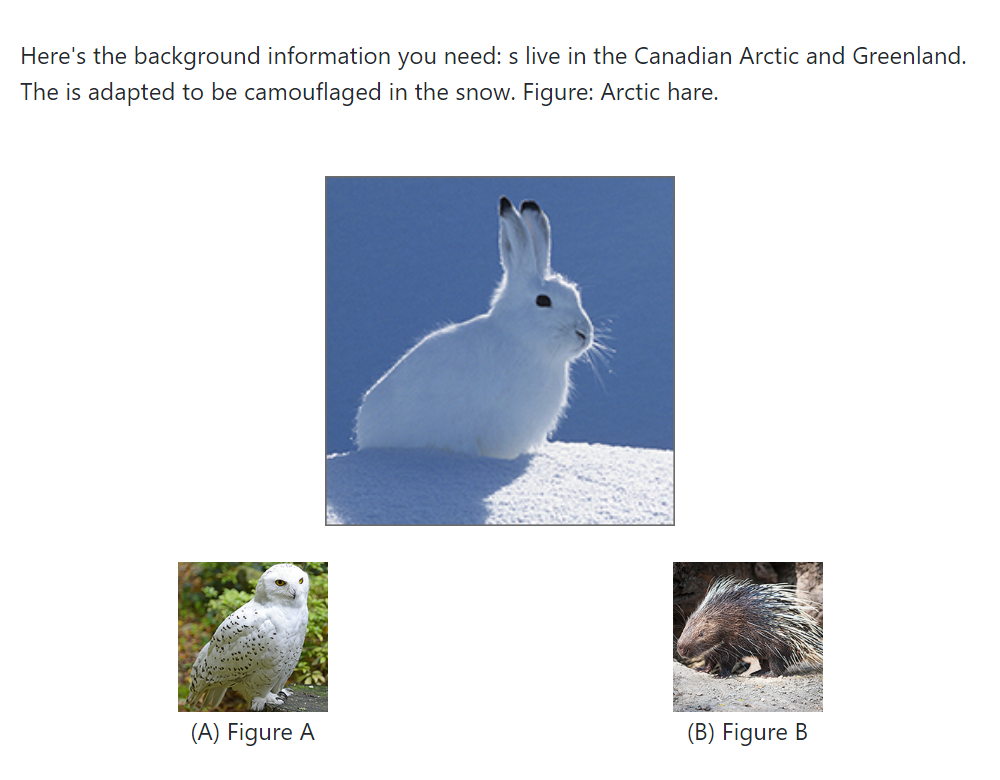 Here's the background information you need: s live in the Canadian Arctic and Greenland.
The is adapted to be camouflaged in the snow. Figure: Arctic hare.
(A) Figure A
(B) Figure B